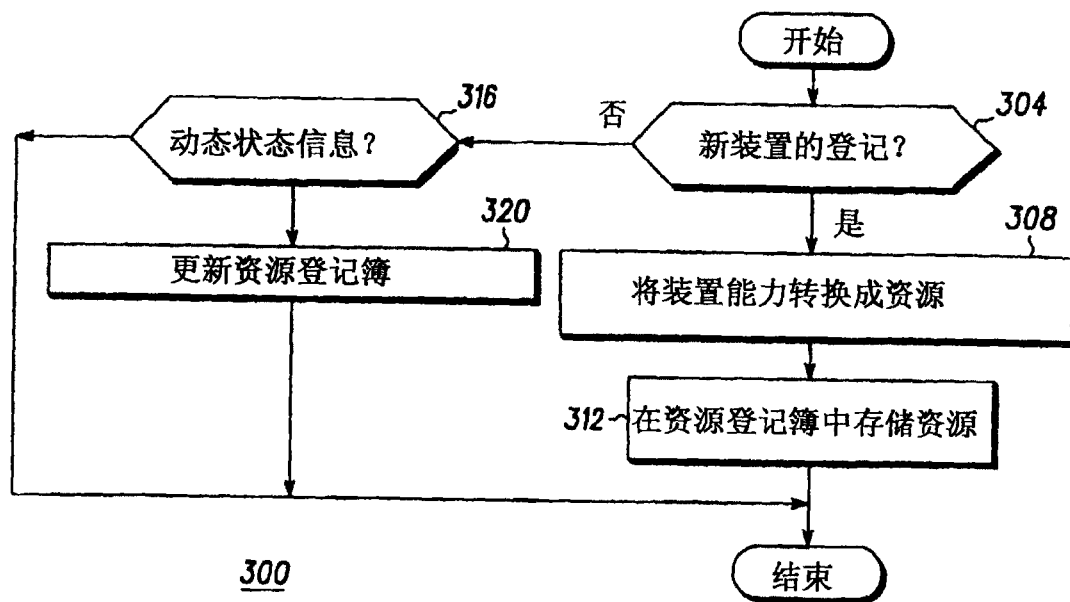 开始
304
新装置的登记？
否
316
动态状态信息？
是
320
更新资源登记簿
308
将装置能力转换成资源
312
在资源登记簿中存储资源
300
结束